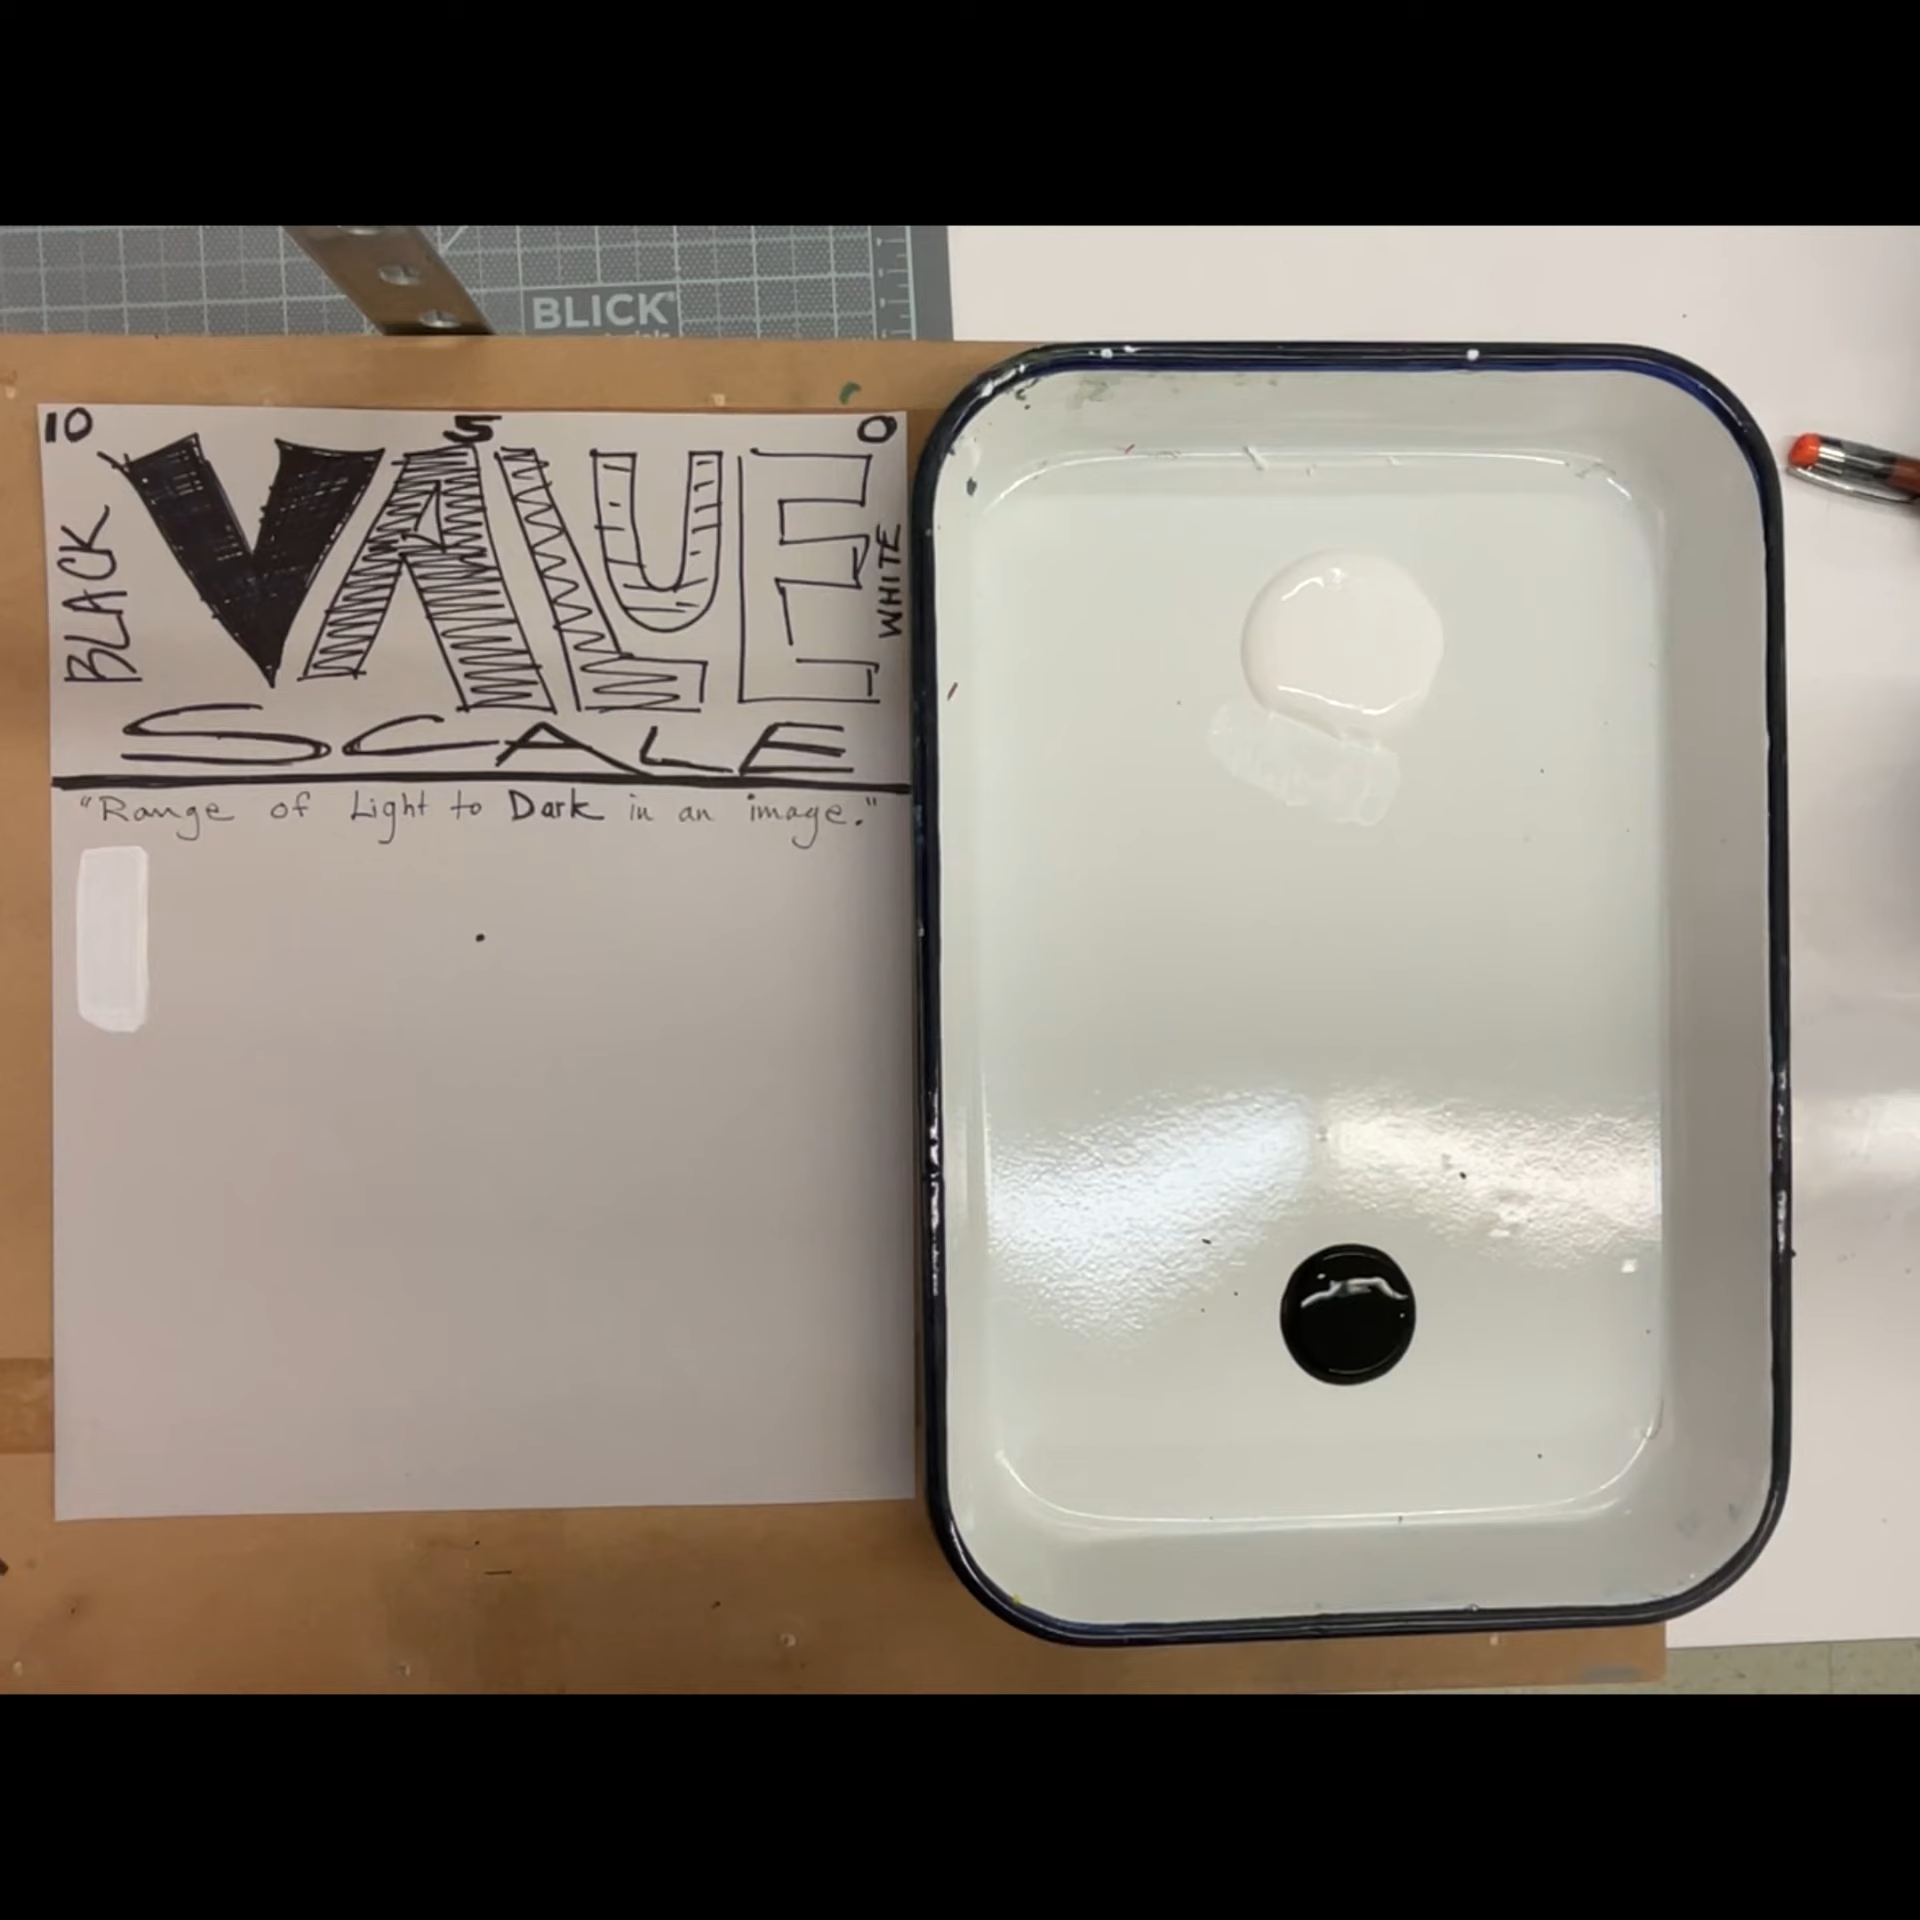 BLICK
10 5 0
BLACK
VALUE
WHITE
SCALE
"Range of Light to Dark in an image."